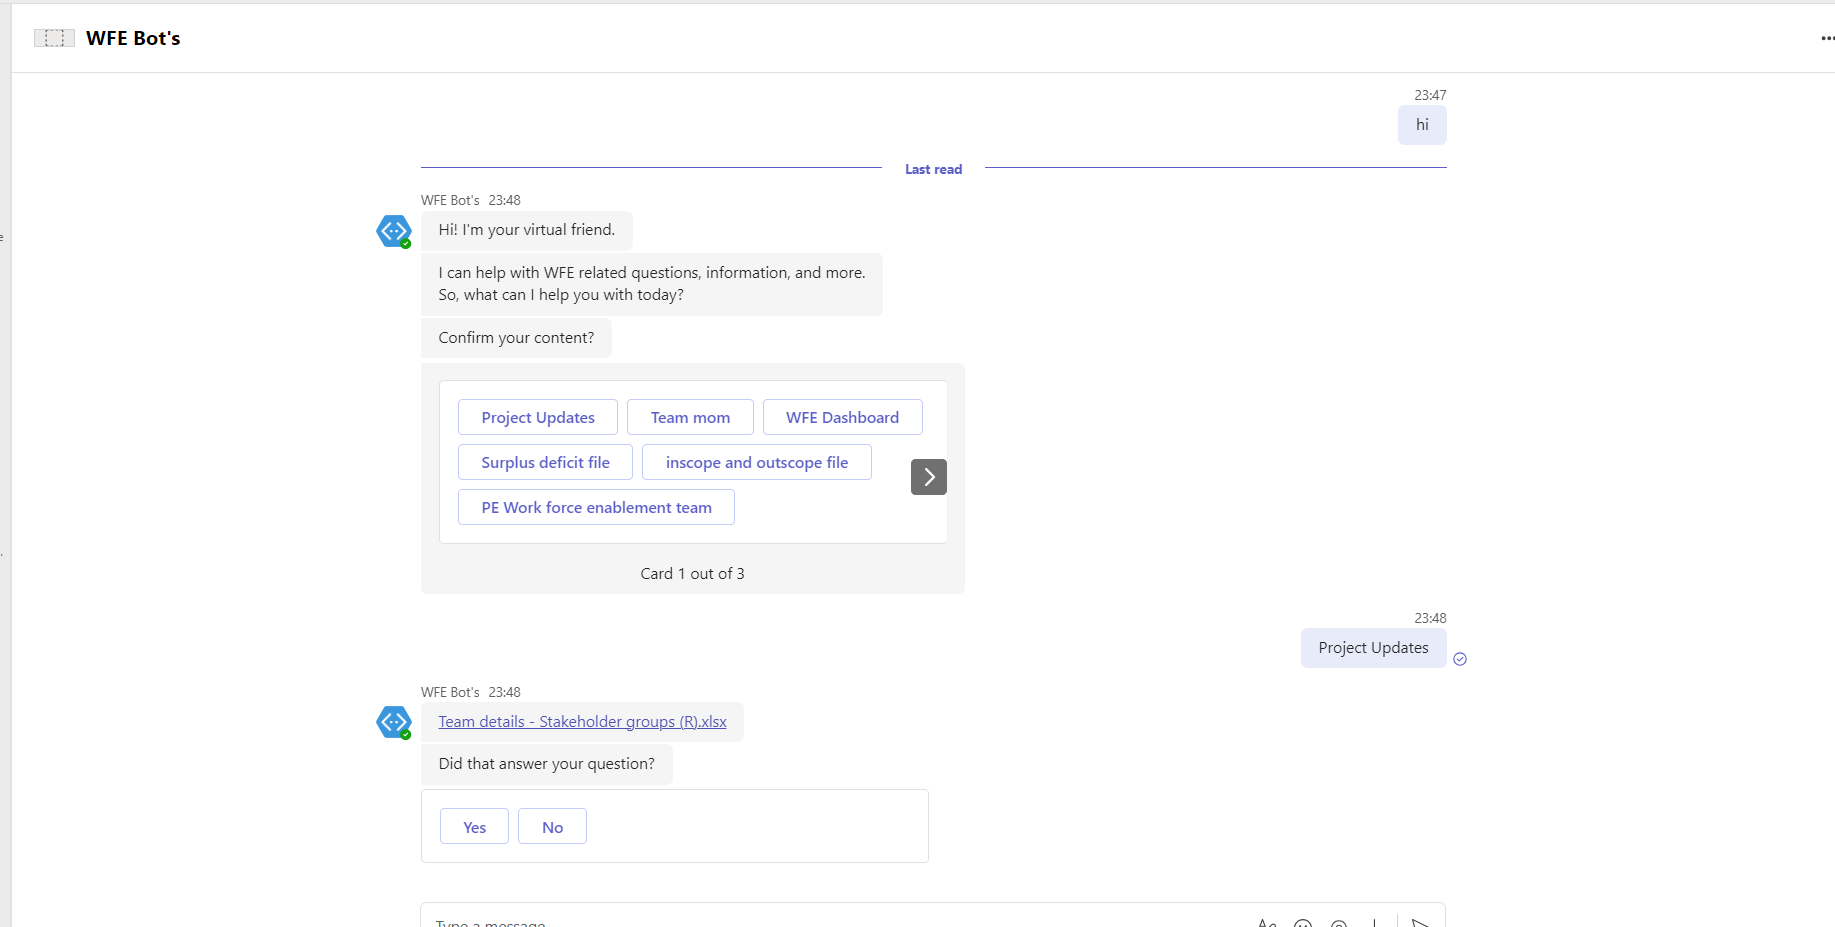 WFE Bot's
23:47
hi
Last read
WFE Bot's 23:48
Hi! I'm your virtual friend.
I can help with WFE related questions, information, and more.
So, what can I help you with today?
Confirm your content?
Project Updates
Team mom
WFE Dashboard
Surplus deficit file
inscope and outscope file
PE Work force enablement team
Card 1 out of 3
23:48
Project Updates
WFE Bot's 23:48
Team details - Stakeholder groups (R).xlsx
Did that answer your question?
Yes
No
Type a message